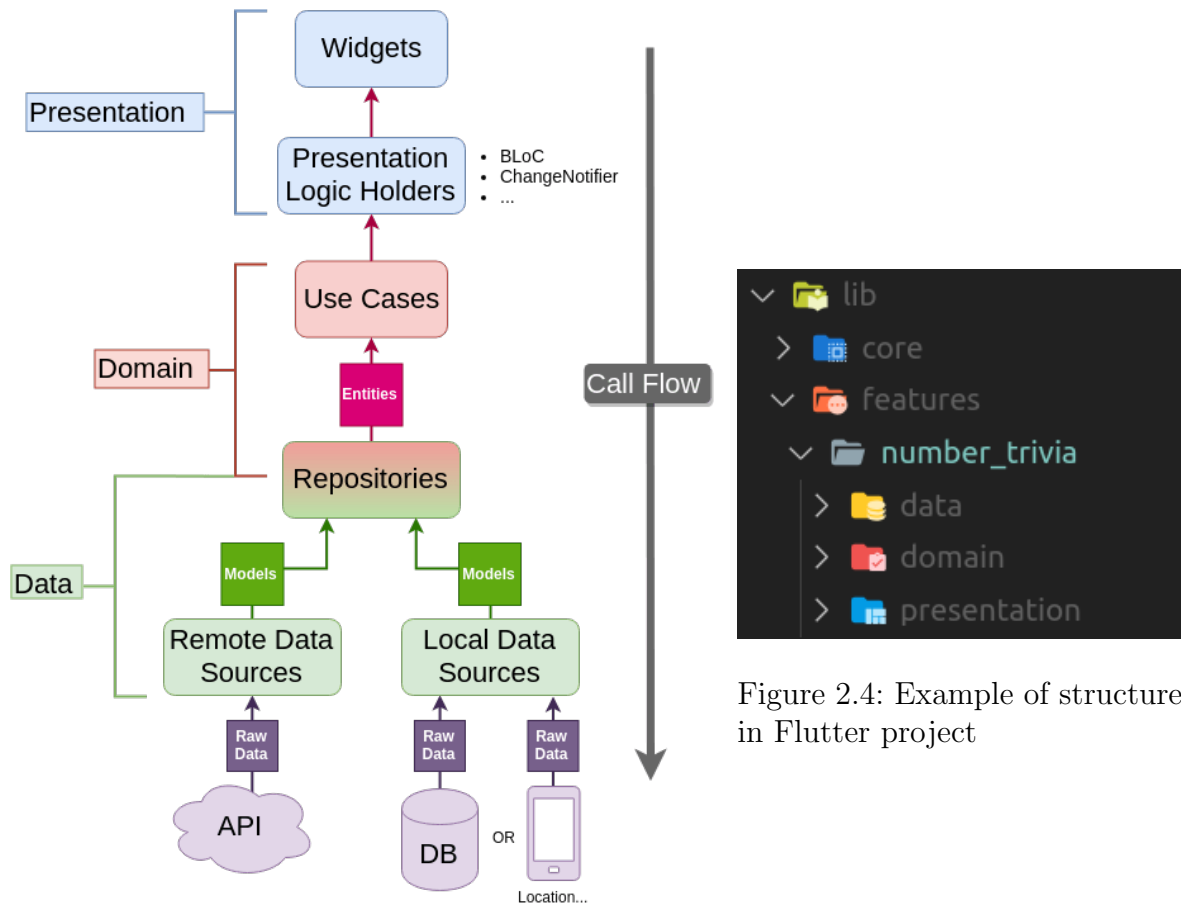 Widgets
Presentation
Presentation
Logic Holders
• BLoC
• ChangeNotifier
• ...
Use Cases
Domain
Entities
Call Flow
Repositories
Models
Models
Data
Remote Data
Sources
Local Data
Sources
Raw
Data
Raw
Data
Raw
Data
API
DB
OR
Location...
lib
core
features
number_trivia
data
domain
presentation
Figure 2.4: Example of structure
in Flutter project